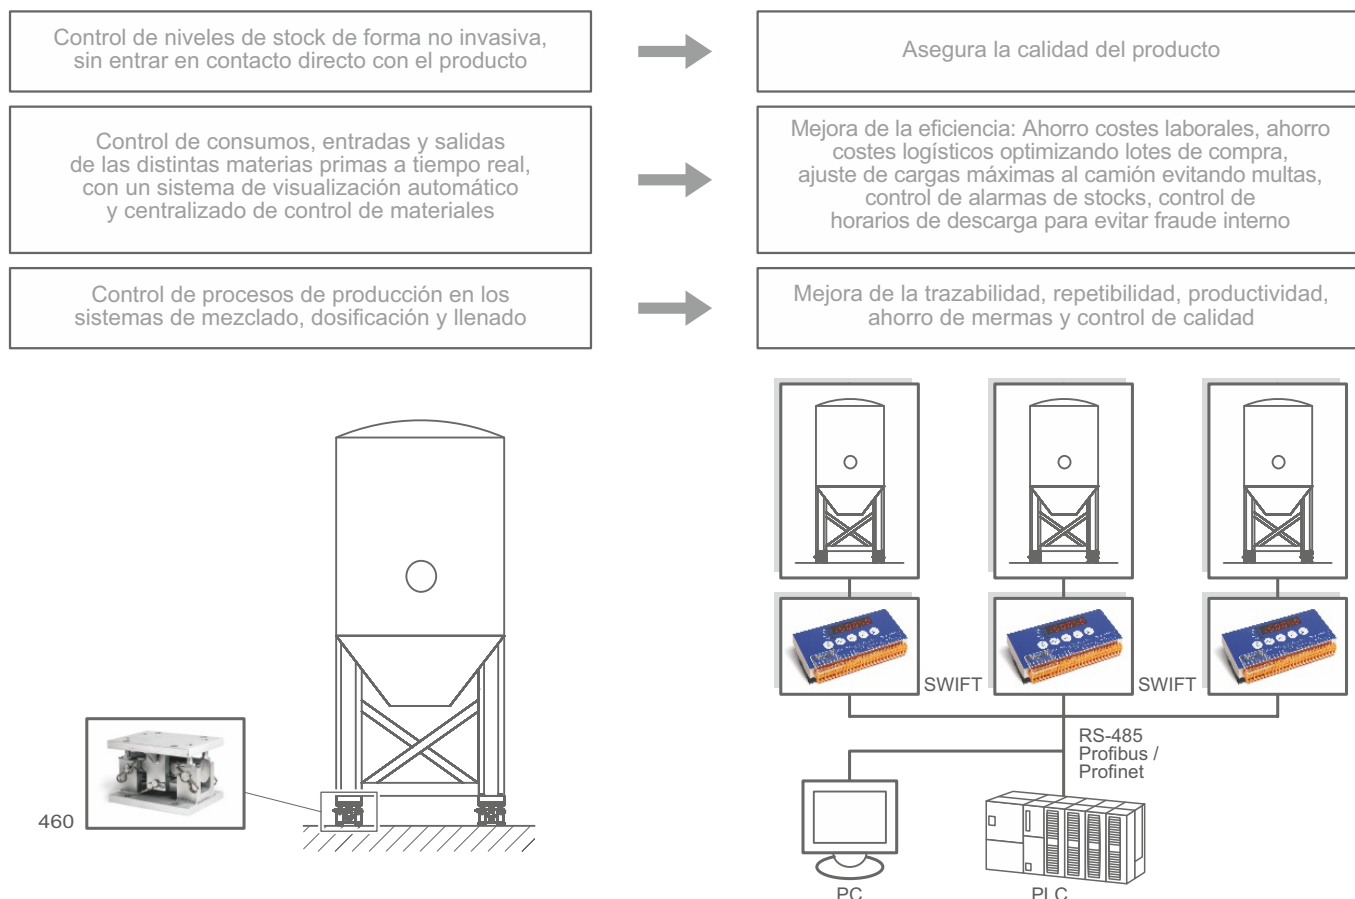 Control de niveles de stock de forma no invasiva,
sin entrar en contacto directo con el producto
Asegura la calidad del producto
Control de consumos, entradas y salidas
de las distintas materias primas a tiempo real,
con un sistema de visualización automático
y centralizado de control de materiales
Mejora de la eficiencia: Ahorro costes laborales, ahorro
costes logísticos optimizando lotes de compra,
ajuste de cargas máximas al camión evitando multas,
control de alarmas de stocks, control de
horarios de descarga para evitar fraude interno
Control de procesos de producción en los
sistemas de mezclado, dosificación y llenado
Mejora de la trazabilidad, repetibilidad, productividad,
ahorro de mermas y control de calidad
460
SWIFT
SWIFT
RS-485
Profibus /
Profinet
PC
PLC